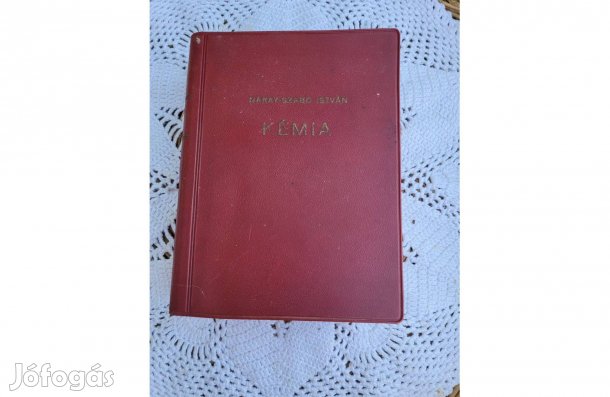 NÁRAY-SZABÓ ISTVÁN
KÉMIA
Jófogás